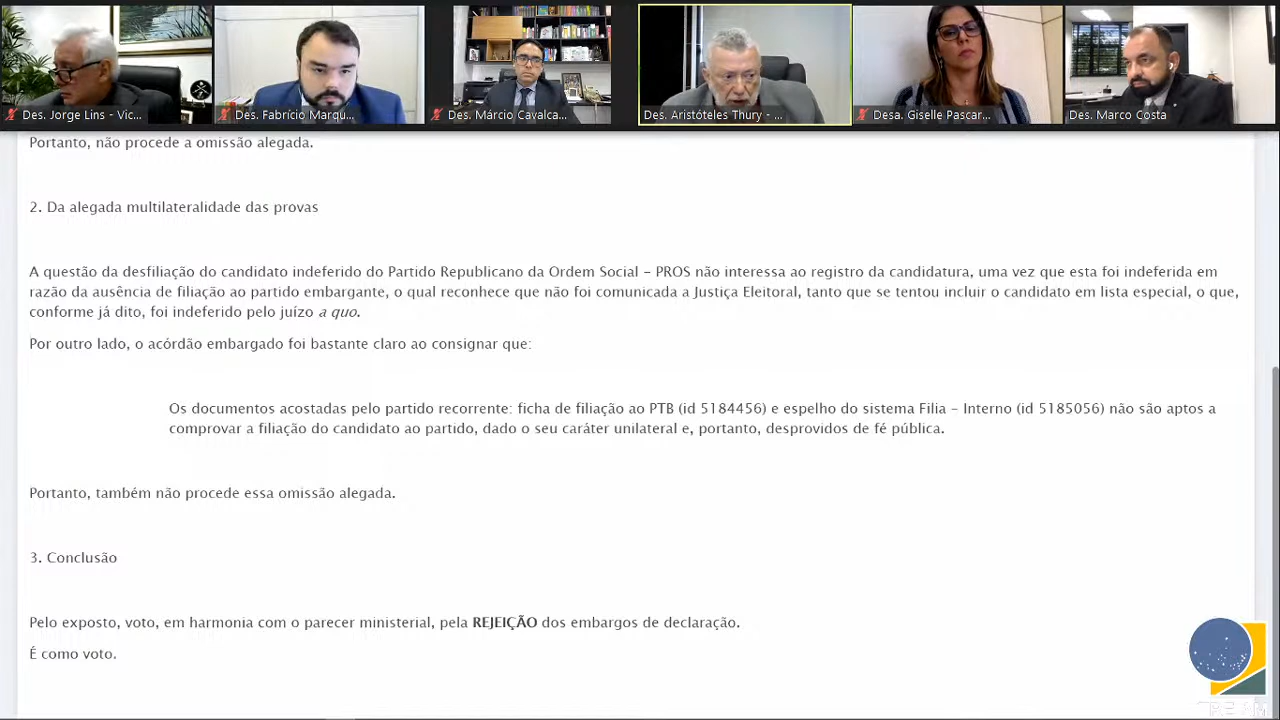 Des. Jorge Lins - Vic...
Des. Fabrício Marqu...
Des. Márcio Cavalca...
Des. Aristóteles Thury - ...
Desa. Giselle Pascar...
Des. Marco Costa
Portanto, não procede a omissão alegada.
2. Da alegada multilateralidade das provas
A questão da desfiliação do candidato indeferido do Partido Republicano da Ordem Social – PROS não interessa ao registro da candidatura, uma vez que esta foi indeferida em
razão da ausência de filiação ao partido embargante, o qual reconhece que não foi comunicada a Justiça Eleitoral, tanto que se tentou incluir o candidato em lista especial, o que,
conforme já dito, foi indeferido pelo juízo a quo.
Por outro lado, o acórdão embargado foi bastante claro ao consignar que:
Os documentos acostadas pelo partido recorrente: ficha de filiação ao PTB (id 5184456) e espelho do sistema Filia – Interno (id 5185056) não são aptos a
comprovar a filiação do candidato ao partido, dado o seu caráter unilateral e, portanto, desprovidos de fé pública.
Portanto, também não procede essa omissão alegada.
3. Conclusão
Pelo exposto, voto, em harmonia com o parecer ministerial, pela REJEIÇÃO dos embargos de declaração.
É como voto.